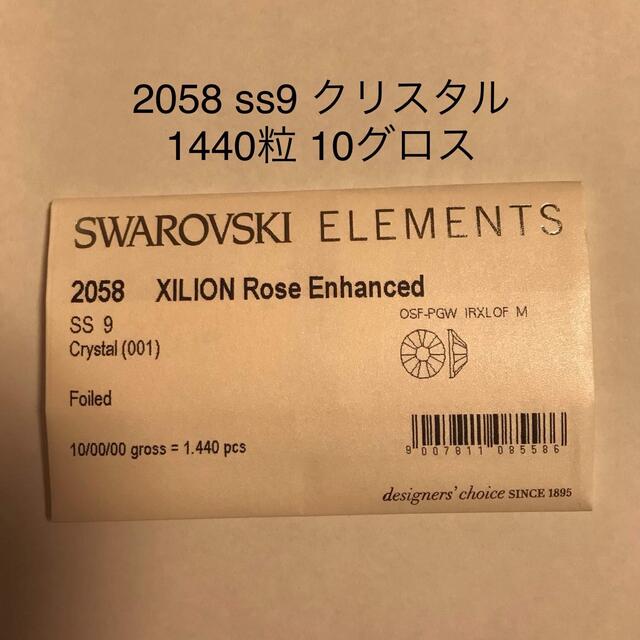 2058 ss9 クリスタル
1440粒 10グロス
SWAROVSKI ELEMENTS
2058 XILION Rose Enhanced
SS 9
OSF-PGW IRXLOF M
Crystal (001)
Foiled
10/00/00 gross = 1.440 pcs
9 007811 085586
designers' choice SINCE 1895